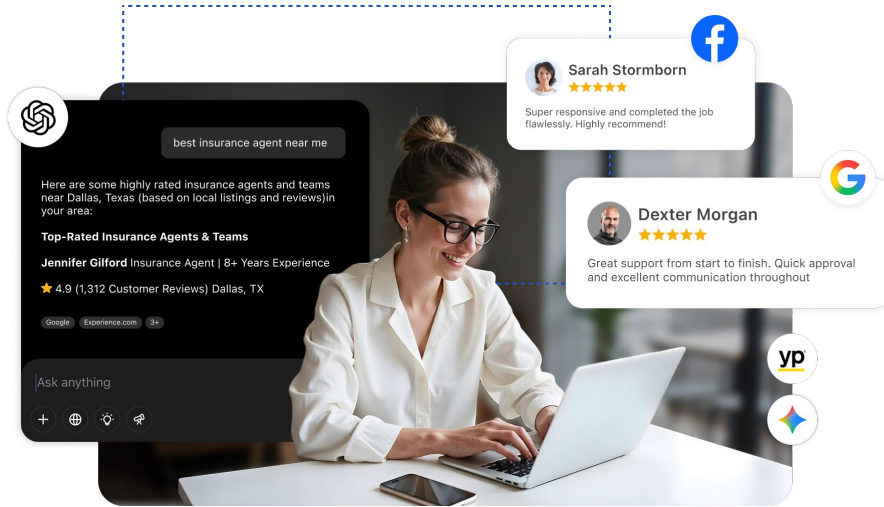 best insurance agent near me
Here are some highly rated insurance agents and teams
near Dallas, Texas (based on local listings and reviews)in
your area:
Top-Rated Insurance Agents & Teams
Jennifer Gilford Insurance Agent | 8+ Years Experience
4.9 (1,312 Customer Reviews) Dallas, TX
Google Experience.com 3+
Ask anything
Sarah Stormborn
Super responsive and completed the job
flawlessly. Highly recommend!
Dexter Morgan
Great support from start to finish. Quick approval
and excellent communication throughout
yp